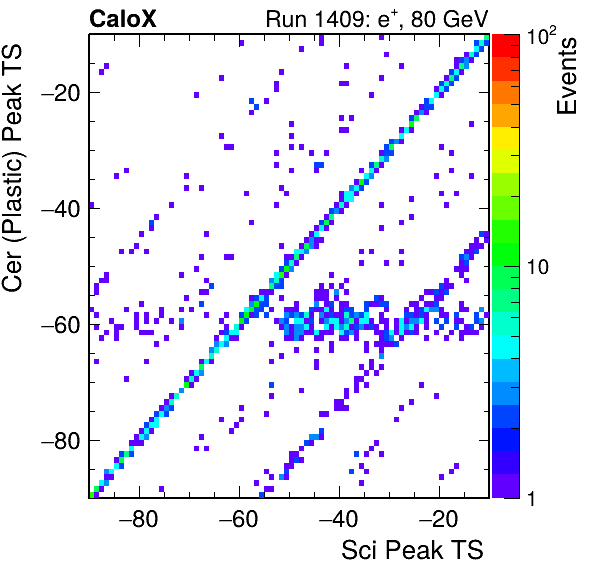 CaloX Run 1409: e⁺, 80 GeV
Cer (Plastic) Peak TS
−20
−40
−60
−80
−80 −60 −40 −20
Sci Peak TS
10²
10
1
Events